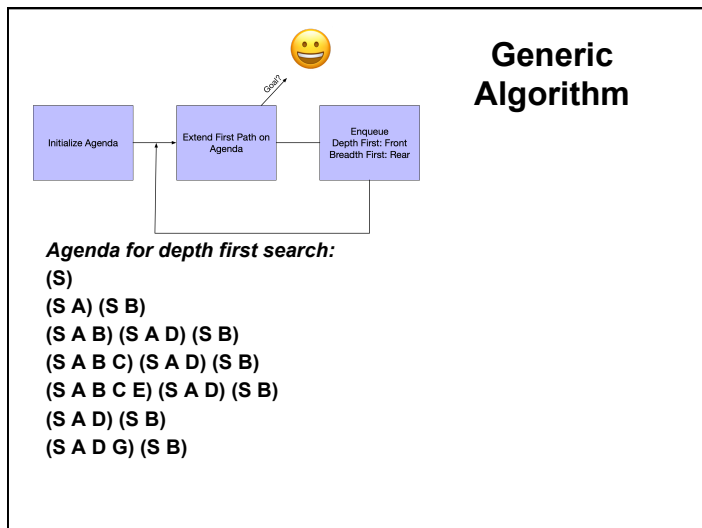 Generic
Algorithm
Goal?
Initialize Agenda
Extend First Path on
Agenda
Enqueue
Depth First: Front
Breadth First: Rear
Agenda for depth first search:
(S)
(S A) (S B)
(S A B) (S A D) (S B)
(S A B C) (S A D) (S B)
(S A B C E) (S A D) (S B)
(S A D) (S B)
(S A D G) (S B)